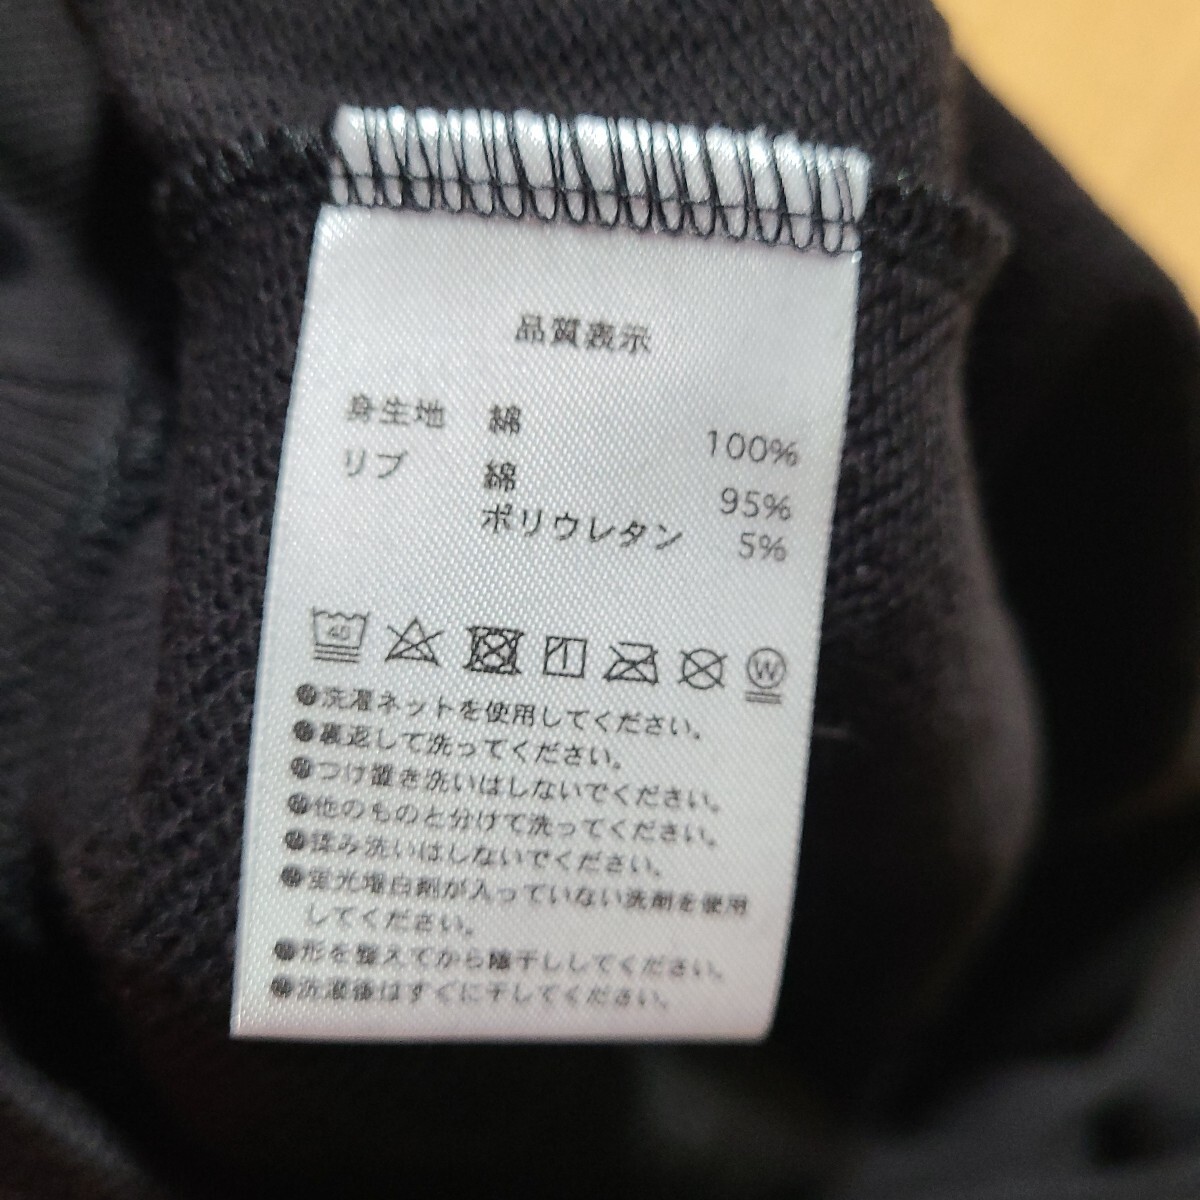 品質表示
身生地 綿 100%
リブ 綿 95%
ポリウレタン 5%
40
W
●洗濯ネットを使用してください。
●裏返して洗ってください。
●つけ置き洗いはしないでください。
●他のものと分けて洗ってください。
●揉み洗いはしないでください。
●蛍光増白剤が入っていない洗剤を使用
してください。
●形を整えてから陰干ししてください。
●洗濯後はすぐに干してください。